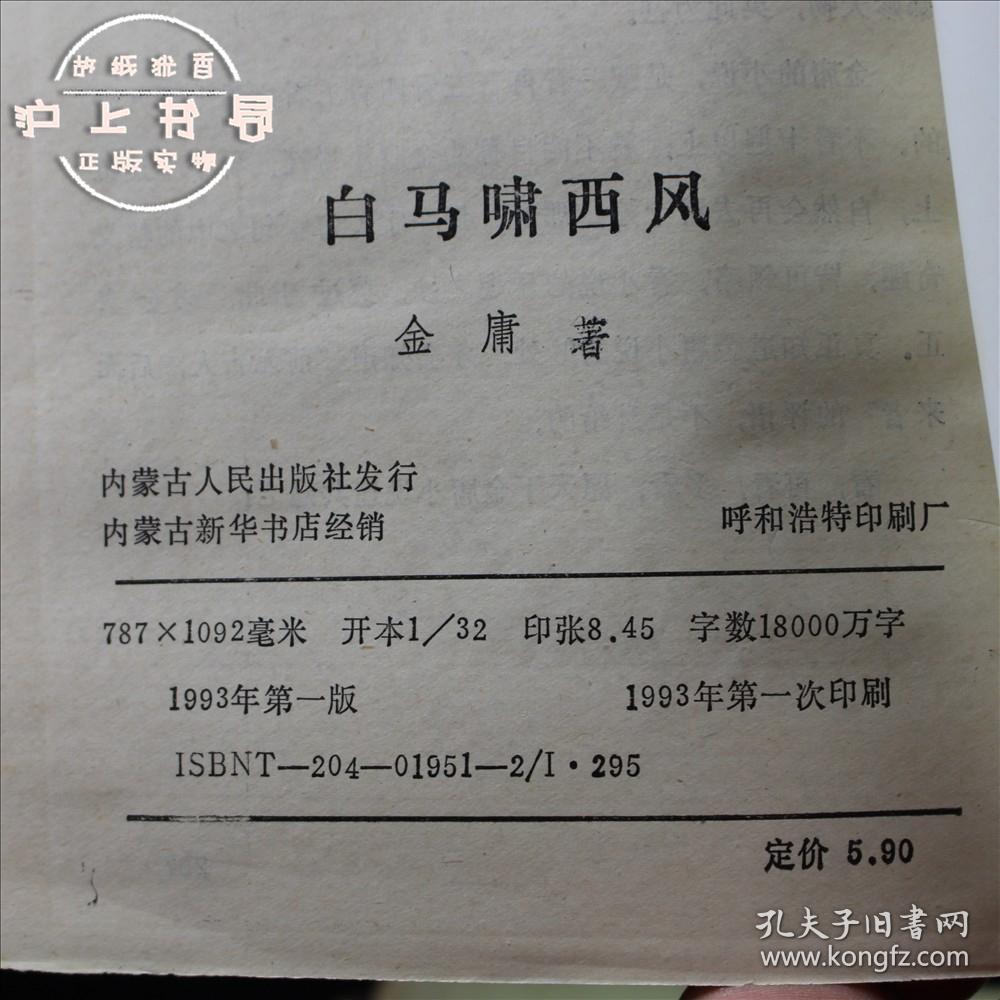 故纸犹香
沪上书局
正版实物
白马啸西风
金庸 著
内蒙古人民出版社发行
内蒙古新华书店经销 呼和浩特印刷厂
787×1092毫米 开本1/32 印张8.45 字数18000万字
1993年第一版 1993年第一次印刷
ISBNT—204—01951—2/I·295
定价 5.90
孔夫子旧书网
www.kongfz.com